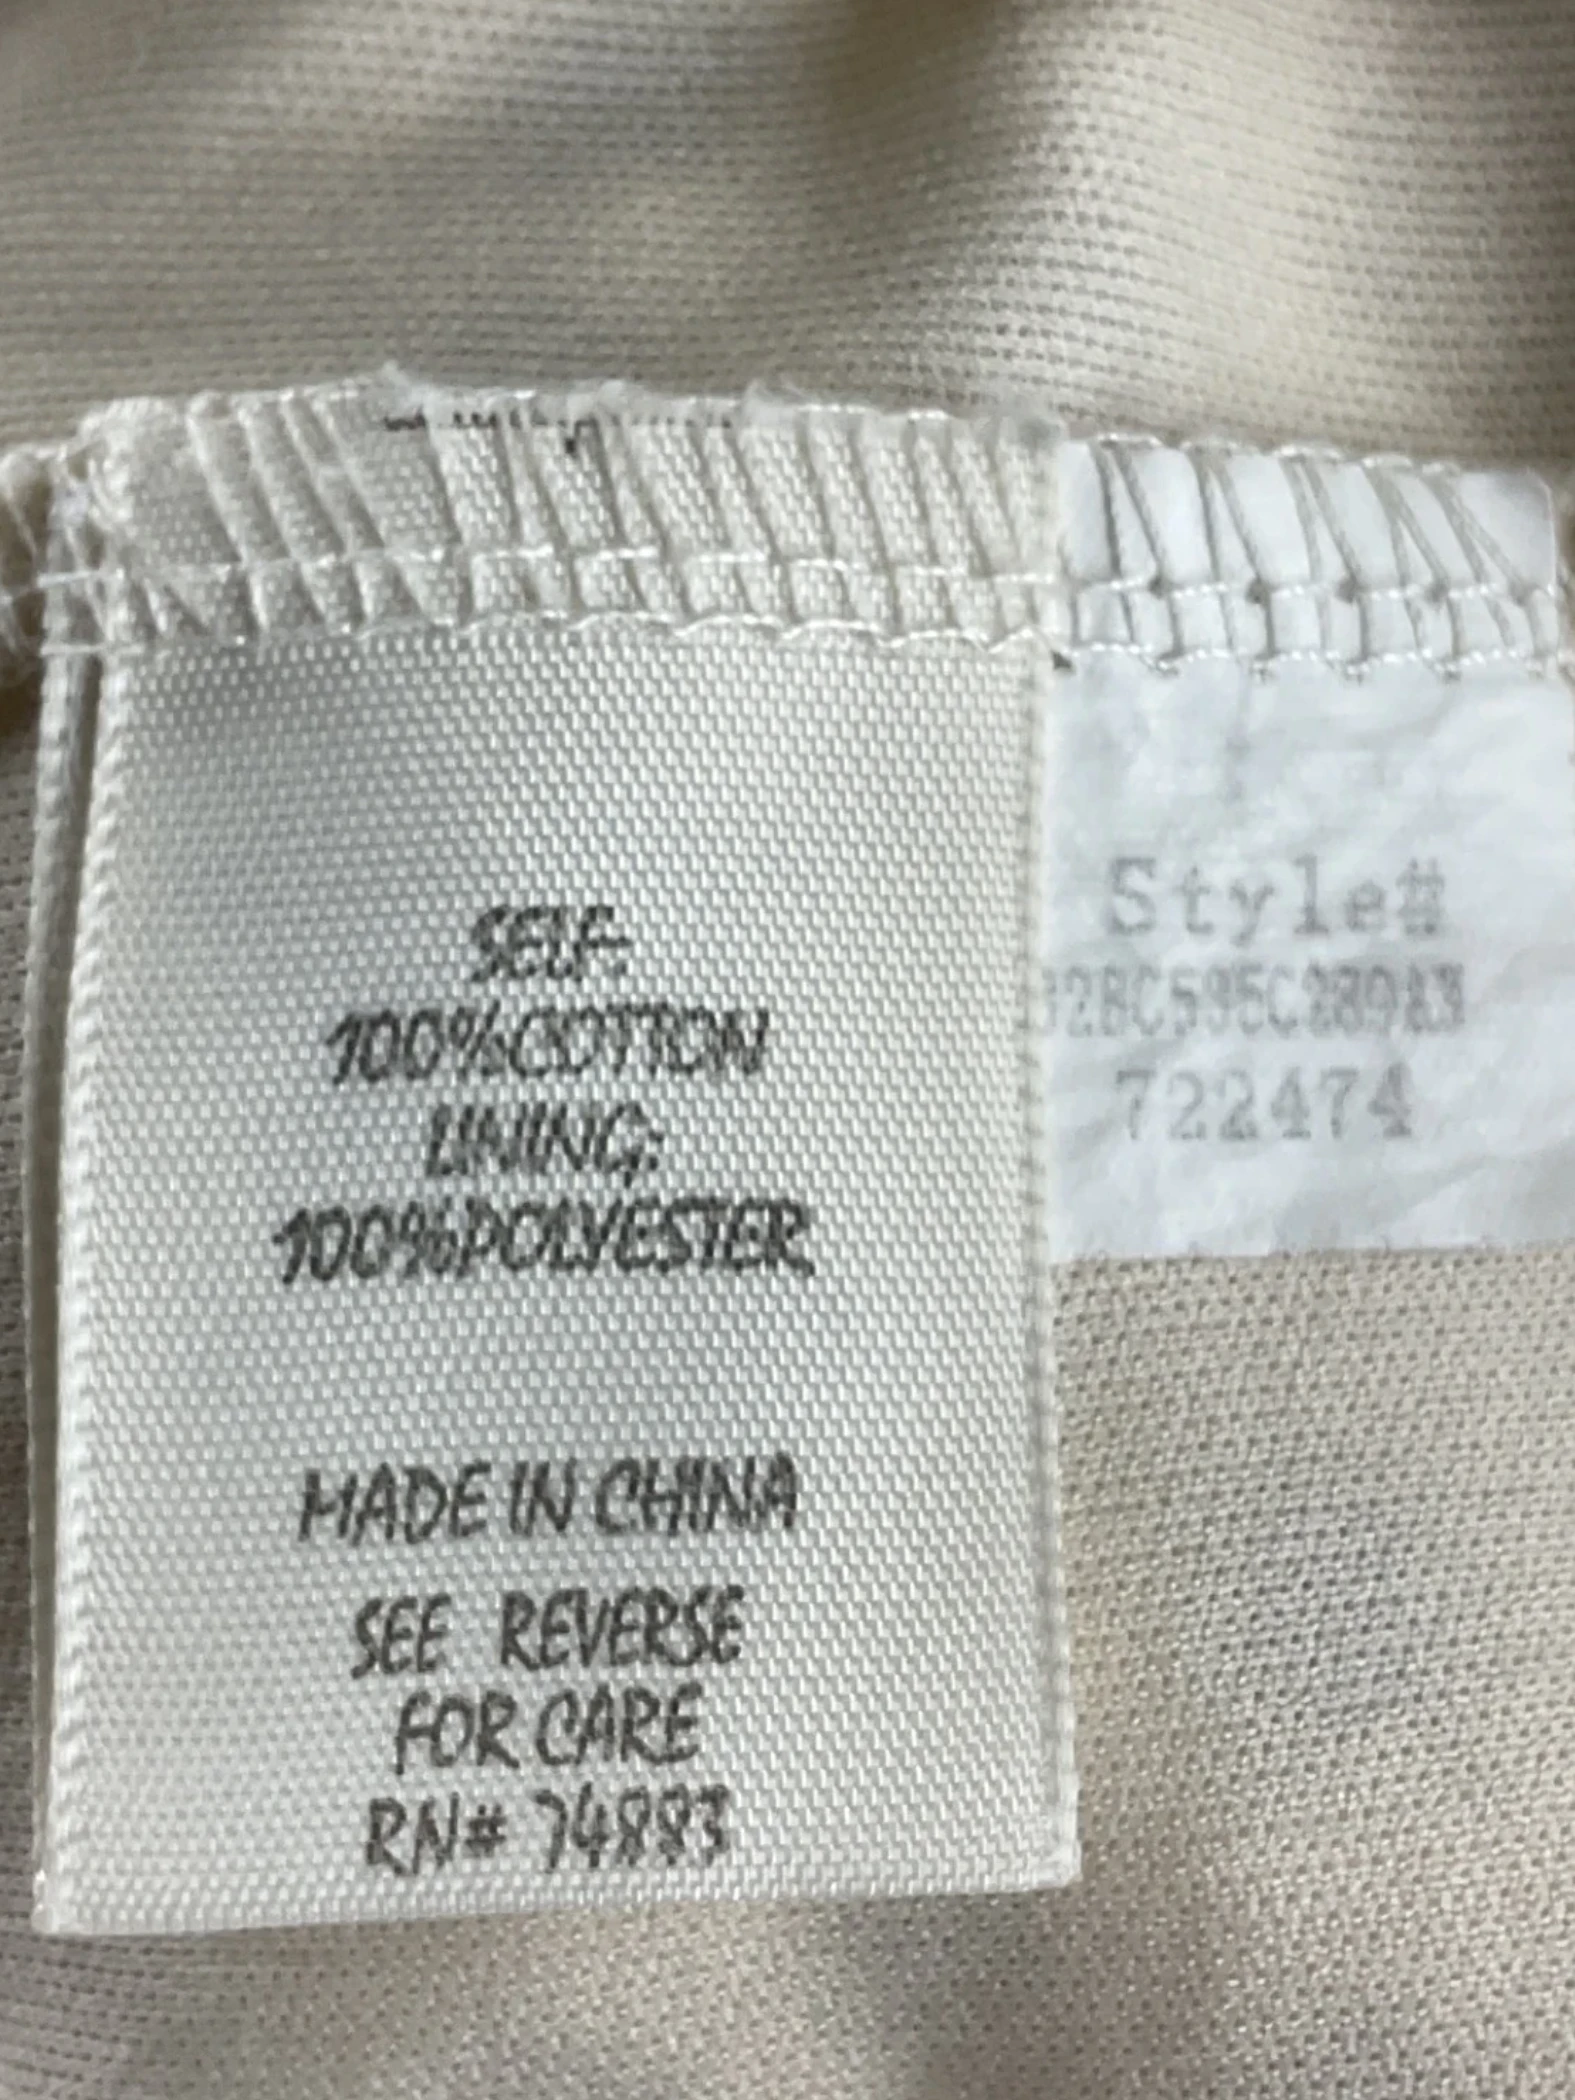 SELF:
100%COTTON
LINING:
100%POLYESTER
MADE IN CHINA
SEE REVERSE
FOR CARE
RN# 74883
Style#
722474